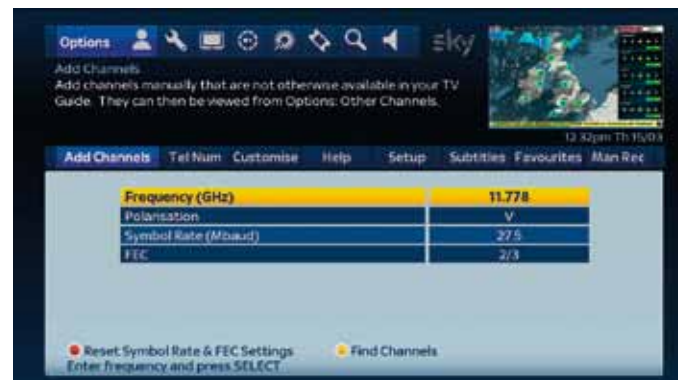 Options
sky
Add Channels
Add channels manually that are not otherwise available in your TV
Guide. They can then be viewed from Options: Other Channels.
12.32pm Th 15/03
Add Channels Tel Num Customise Help Setup Subtitles Favourites Man Rec
Frequency (GHz) 11.778
Polarisation V
Symbol Rate (Mbaud) 27.5
FEC 2/3
Reset Symbol Rate & FEC Settings Find Channels
Enter frequency and press SELECT